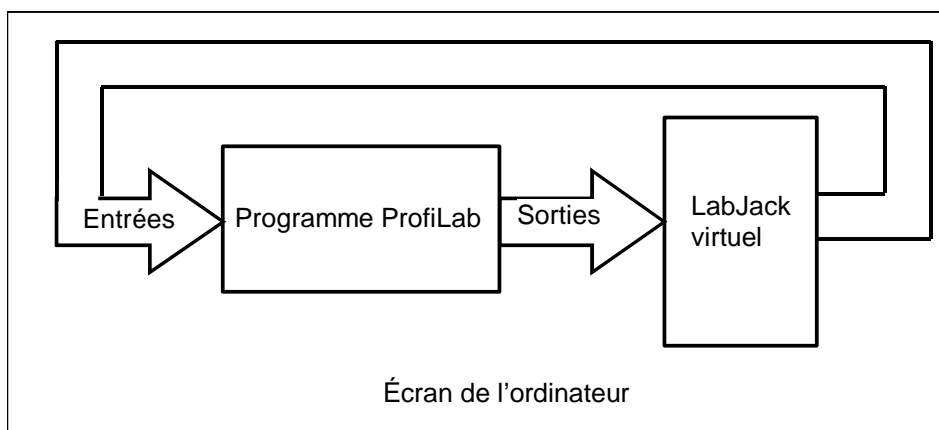 Entrées
Programme ProfiLab
Sorties
LabJack
virtuel
Écran de l'ordinateur